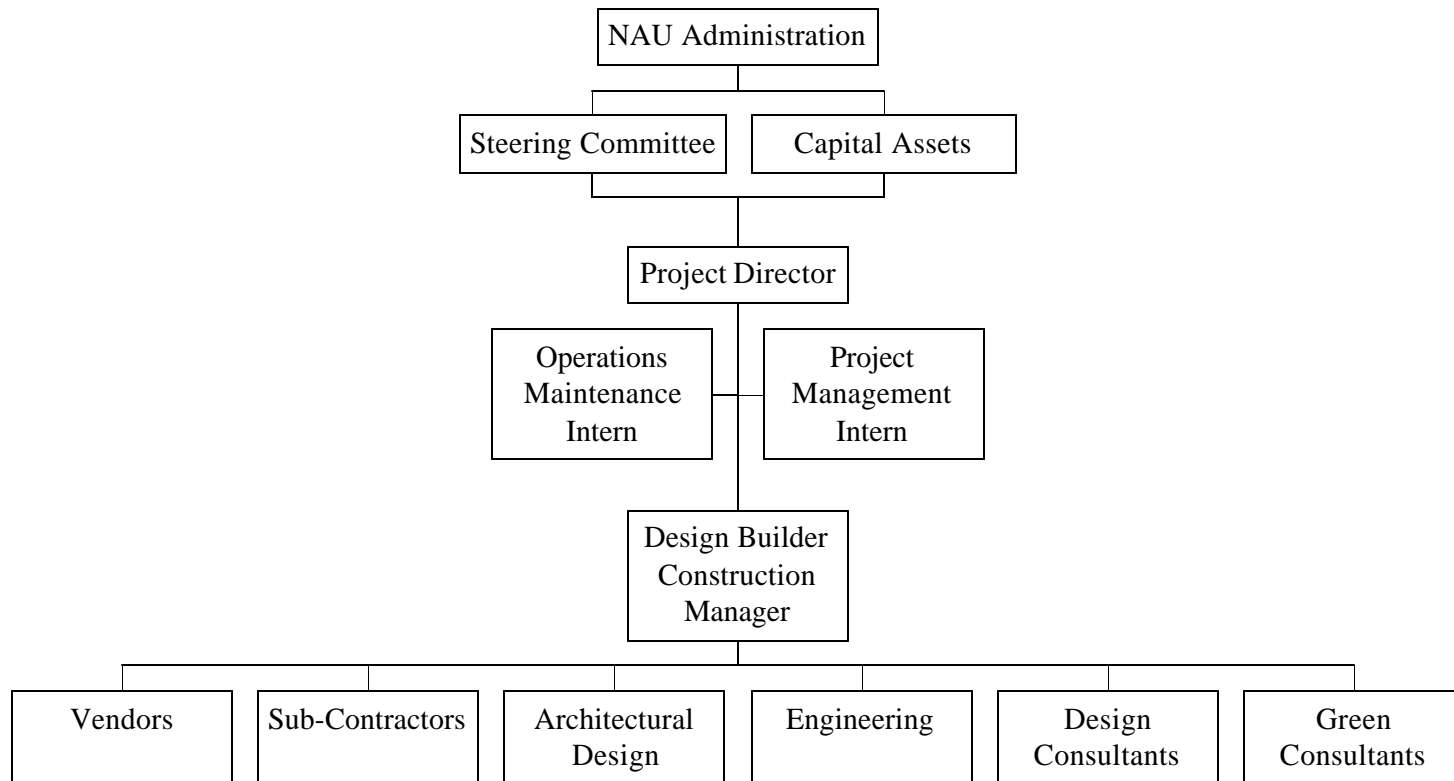 NAU Administration
Steering Committee
Capital Assets
Project Director
Operations
Maintenance
Intern
Project
Management
Intern
Design Builder
Construction
Manager
Vendors
Sub-Contractors
Architectural
Design
Engineering
Design
Consultants
Green
Consultants